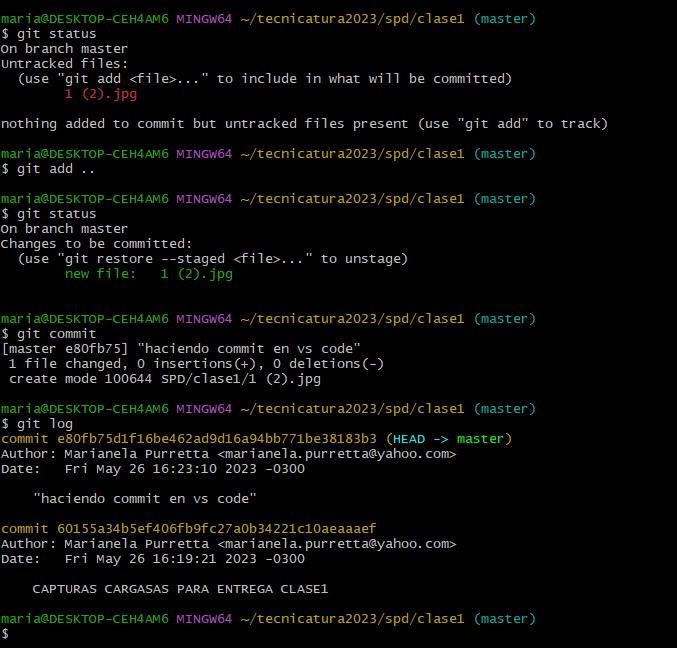 maria@DESKTOP-CEH4AM6 MINGW64 ~/tecnicatura2023/spd/clase1 (master)
$ git status
On branch master
Untracked files:
  (use "git add <file>..." to include in what will be committed)
        1 (2).jpg

nothing added to commit but untracked files present (use "git add" to track)

maria@DESKTOP-CEH4AM6 MINGW64 ~/tecnicatura2023/spd/clase1 (master)
$ git add ..

maria@DESKTOP-CEH4AM6 MINGW64 ~/tecnicatura2023/spd/clase1 (master)
$ git status
On branch master
Changes to be committed:
  (use "git restore --staged <file>..." to unstage)
        new file:   1 (2).jpg


maria@DESKTOP-CEH4AM6 MINGW64 ~/tecnicatura2023/spd/clase1 (master)
$ git commit
[master e80fb75] "haciendo commit en vs code"
 1 file changed, 0 insertions(+), 0 deletions(-)
 create mode 100644 SPD/clase1/1 (2).jpg

maria@DESKTOP-CEH4AM6 MINGW64 ~/tecnicatura2023/spd/clase1 (master)
$ git log
commit e80fb75d1f16be462ad9d16a94bb771be38183b3 (HEAD -> master)
Author: Marianela Purretta <marianela.purretta@yahoo.com>
Date:   Fri May 26 16:23:10 2023 -0300

    "haciendo commit en vs code"

commit 60155a34b5ef406fb9fc27a0b34221c10aeaaaef
Author: Marianela Purretta <marianela.purretta@yahoo.com>
Date:   Fri May 26 16:19:21 2023 -0300

    CAPTURAS CARGASAS PARA ENTREGA CLASE1

maria@DESKTOP-CEH4AM6 MINGW64 ~/tecnicatura2023/spd/clase1 (master)
$